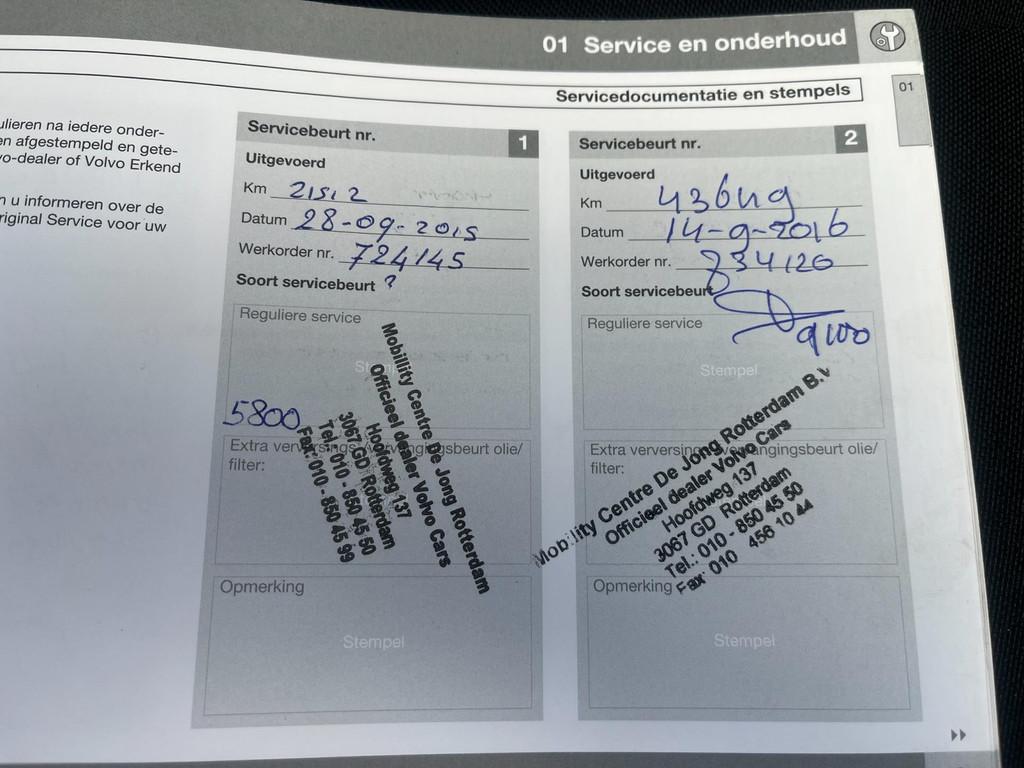 01 Service en onderhoud
01
Servicedocumentatie en stempels
ulieren na iedere onder-
en afgestempeld en gete-
vo-dealer of Volvo Erkend
n u informeren over de
riginal Service voor uw
Servicebeurt nr. 1
Uitgevoerd
Km 21512
Datum 28-09-2015
Werkorder nr. 724145
Soort servicebeurt ?
Reguliere service
5800
Mobillity Centre De Jong Rotterdam
Officieel dealer Volvo Cars
Hoofdweg 137
3067 GD Rotterdam
Tel.: 010 - 850 45 50
Fax: 010 - 850 45 99
Extra verversings-/vervangingsbeurt olie/
filter:
Opmerking
Stempel
Servicebeurt nr. 2
Uitgevoerd
Km
Datum 14-9-2016
Werkorder nr. 734120
Soort servicebeurt
Reguliere service
Stempel
Mobility Centre De Jong Rotterdam B.V
Officieel dealer Volvo Cars
Hoofdweg 137
3067 GD Rotterdam
Tel.: 010 - 850 45 50
Fax: 010 456 10 44
Extra verversings-/vervangingsbeurt olie/
filter:
Opmerking
Stempel